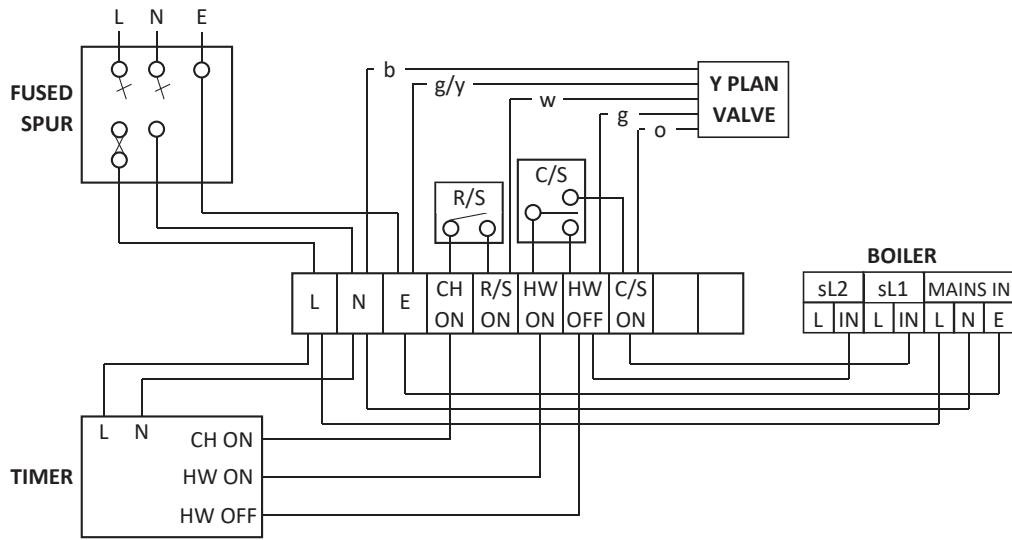 L N E
FUSED
SPUR
b
g/y
w
g
o
Y PLAN
VALVE
R/S
C/S
L
N
E
CH
ON
R/S
ON
HW
ON
HW
OFF
C/S
ON
BOILER
sL2 sL1 MAINS IN
L IN L IN L N E
TIMER
L N
CH ON
HW ON
HW OFF